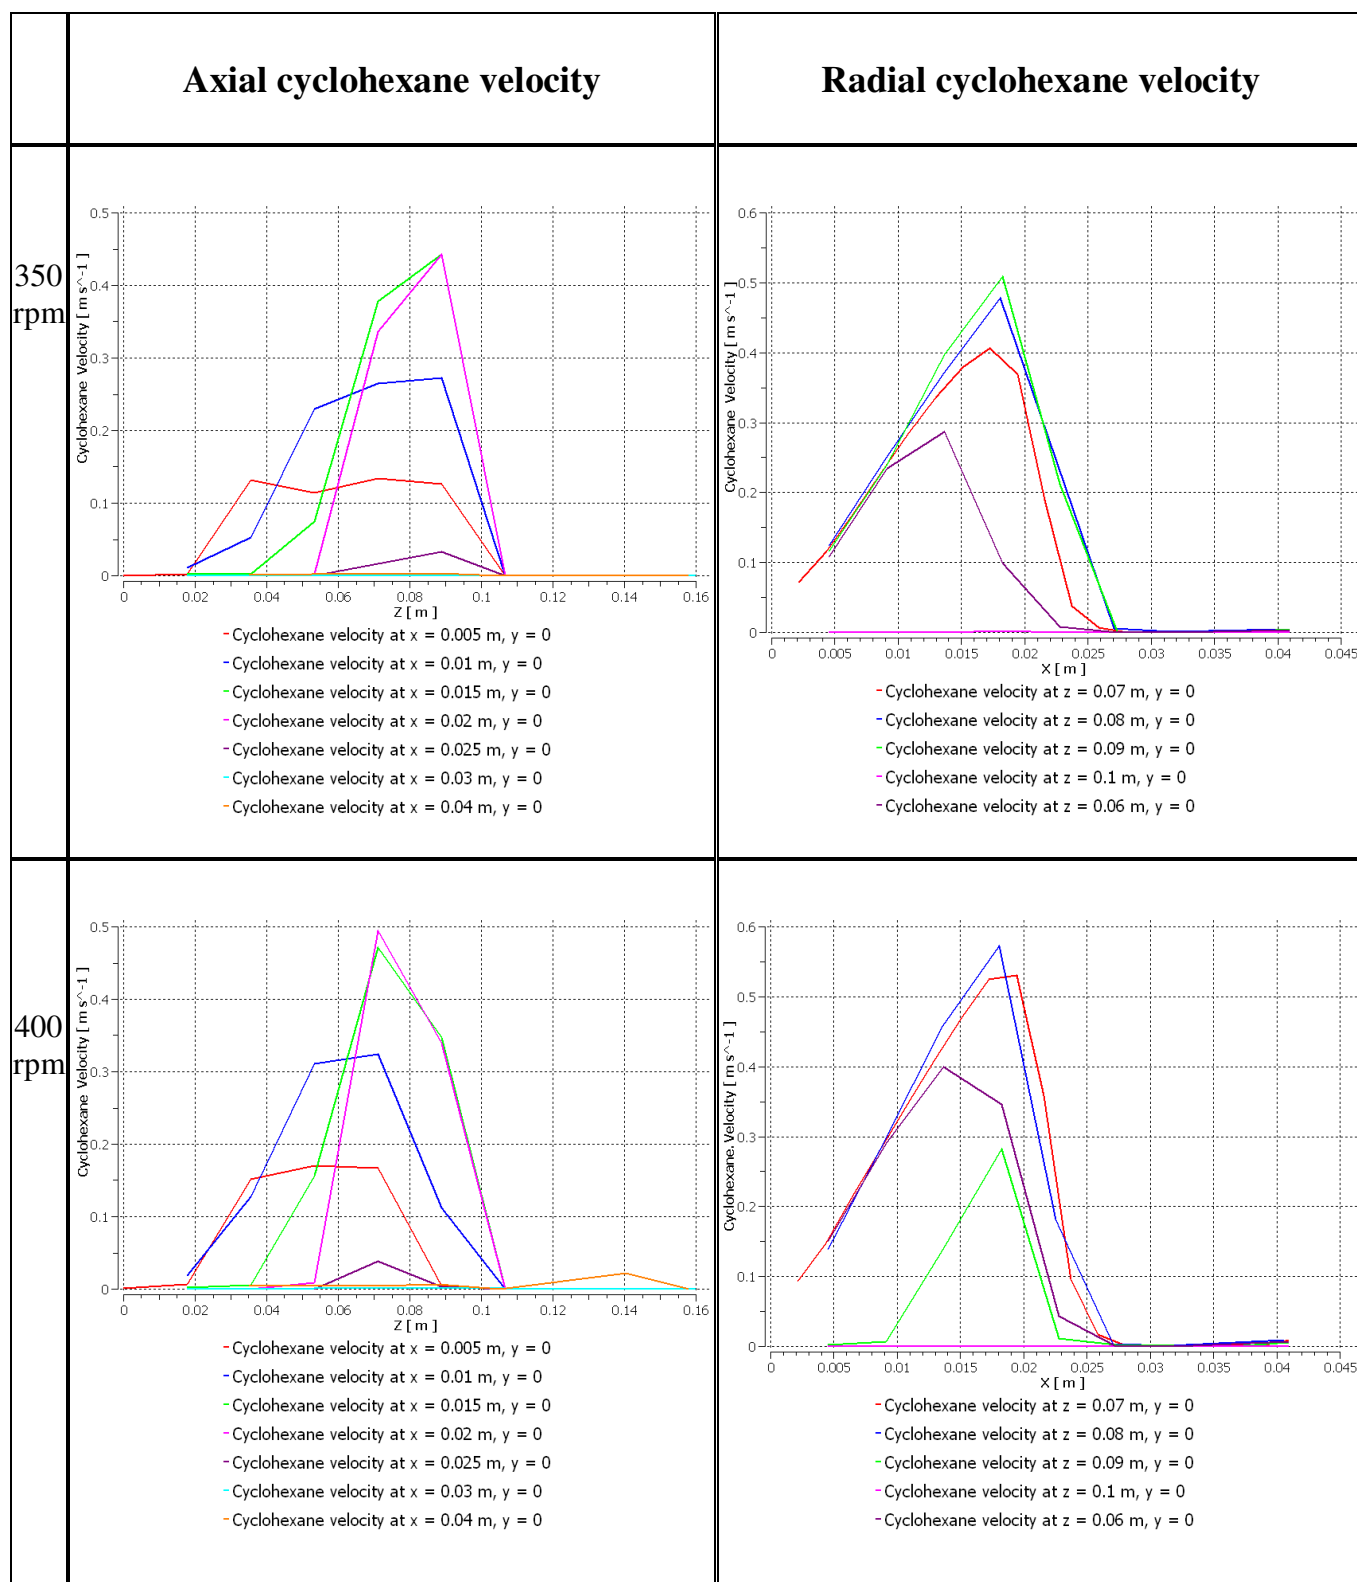 Axial cyclohexane velocity
Radial cyclohexane velocity
350
rpm
Cyclohexane Velocity [ m s^-1 ]
0.5
0.4
0.3
0.2
0.1
0
0 0.02 0.04 0.06 0.08 0.1 0.12 0.14 0.16
Z [ m ]
Cyclohexane velocity at x = 0.005 m, y = 0
Cyclohexane velocity at x = 0.01 m, y = 0
Cyclohexane velocity at x = 0.015 m, y = 0
Cyclohexane velocity at x = 0.02 m, y = 0
Cyclohexane velocity at x = 0.025 m, y = 0
Cyclohexane velocity at x = 0.03 m, y = 0
Cyclohexane velocity at x = 0.04 m, y = 0
Cyclohexane Velocity [ m s^-1 ]
0.6
0.5
0.4
0.3
0.2
0.1
0
0 0.005 0.01 0.015 0.02 0.025 0.03 0.035 0.04 0.045
X [ m ]
Cyclohexane velocity at z = 0.07 m, y = 0
Cyclohexane velocity at z = 0.08 m, y = 0
Cyclohexane velocity at z = 0.09 m, y = 0
Cyclohexane velocity at z = 0.1 m, y = 0
Cyclohexane velocity at z = 0.06 m, y = 0
400
rpm
Cyclohexane Velocity [ m s^-1 ]
0.5
0.4
0.3
0.2
0.1
0
0 0.02 0.04 0.06 0.08 0.1 0.12 0.14 0.16
Z [ m ]
Cyclohexane velocity at x = 0.005 m, y = 0
Cyclohexane velocity at x = 0.01 m, y = 0
Cyclohexane velocity at x = 0.015 m, y = 0
Cyclohexane velocity at x = 0.02 m, y = 0
Cyclohexane velocity at x = 0.025 m, y = 0
Cyclohexane velocity at x = 0.03 m, y = 0
Cyclohexane velocity at x = 0.04 m, y = 0
Cyclohexane Velocity [ m s^-1 ]
0.6
0.5
0.4
0.3
0.2
0.1
0
0 0.005 0.01 0.015 0.02 0.025 0.03 0.035 0.04 0.045
X [ m ]
Cyclohexane velocity at z = 0.07 m, y = 0
Cyclohexane velocity at z = 0.08 m, y = 0
Cyclohexane velocity at z = 0.09 m, y = 0
Cyclohexane velocity at z = 0.1 m, y = 0
Cyclohexane velocity at z = 0.06 m, y = 0